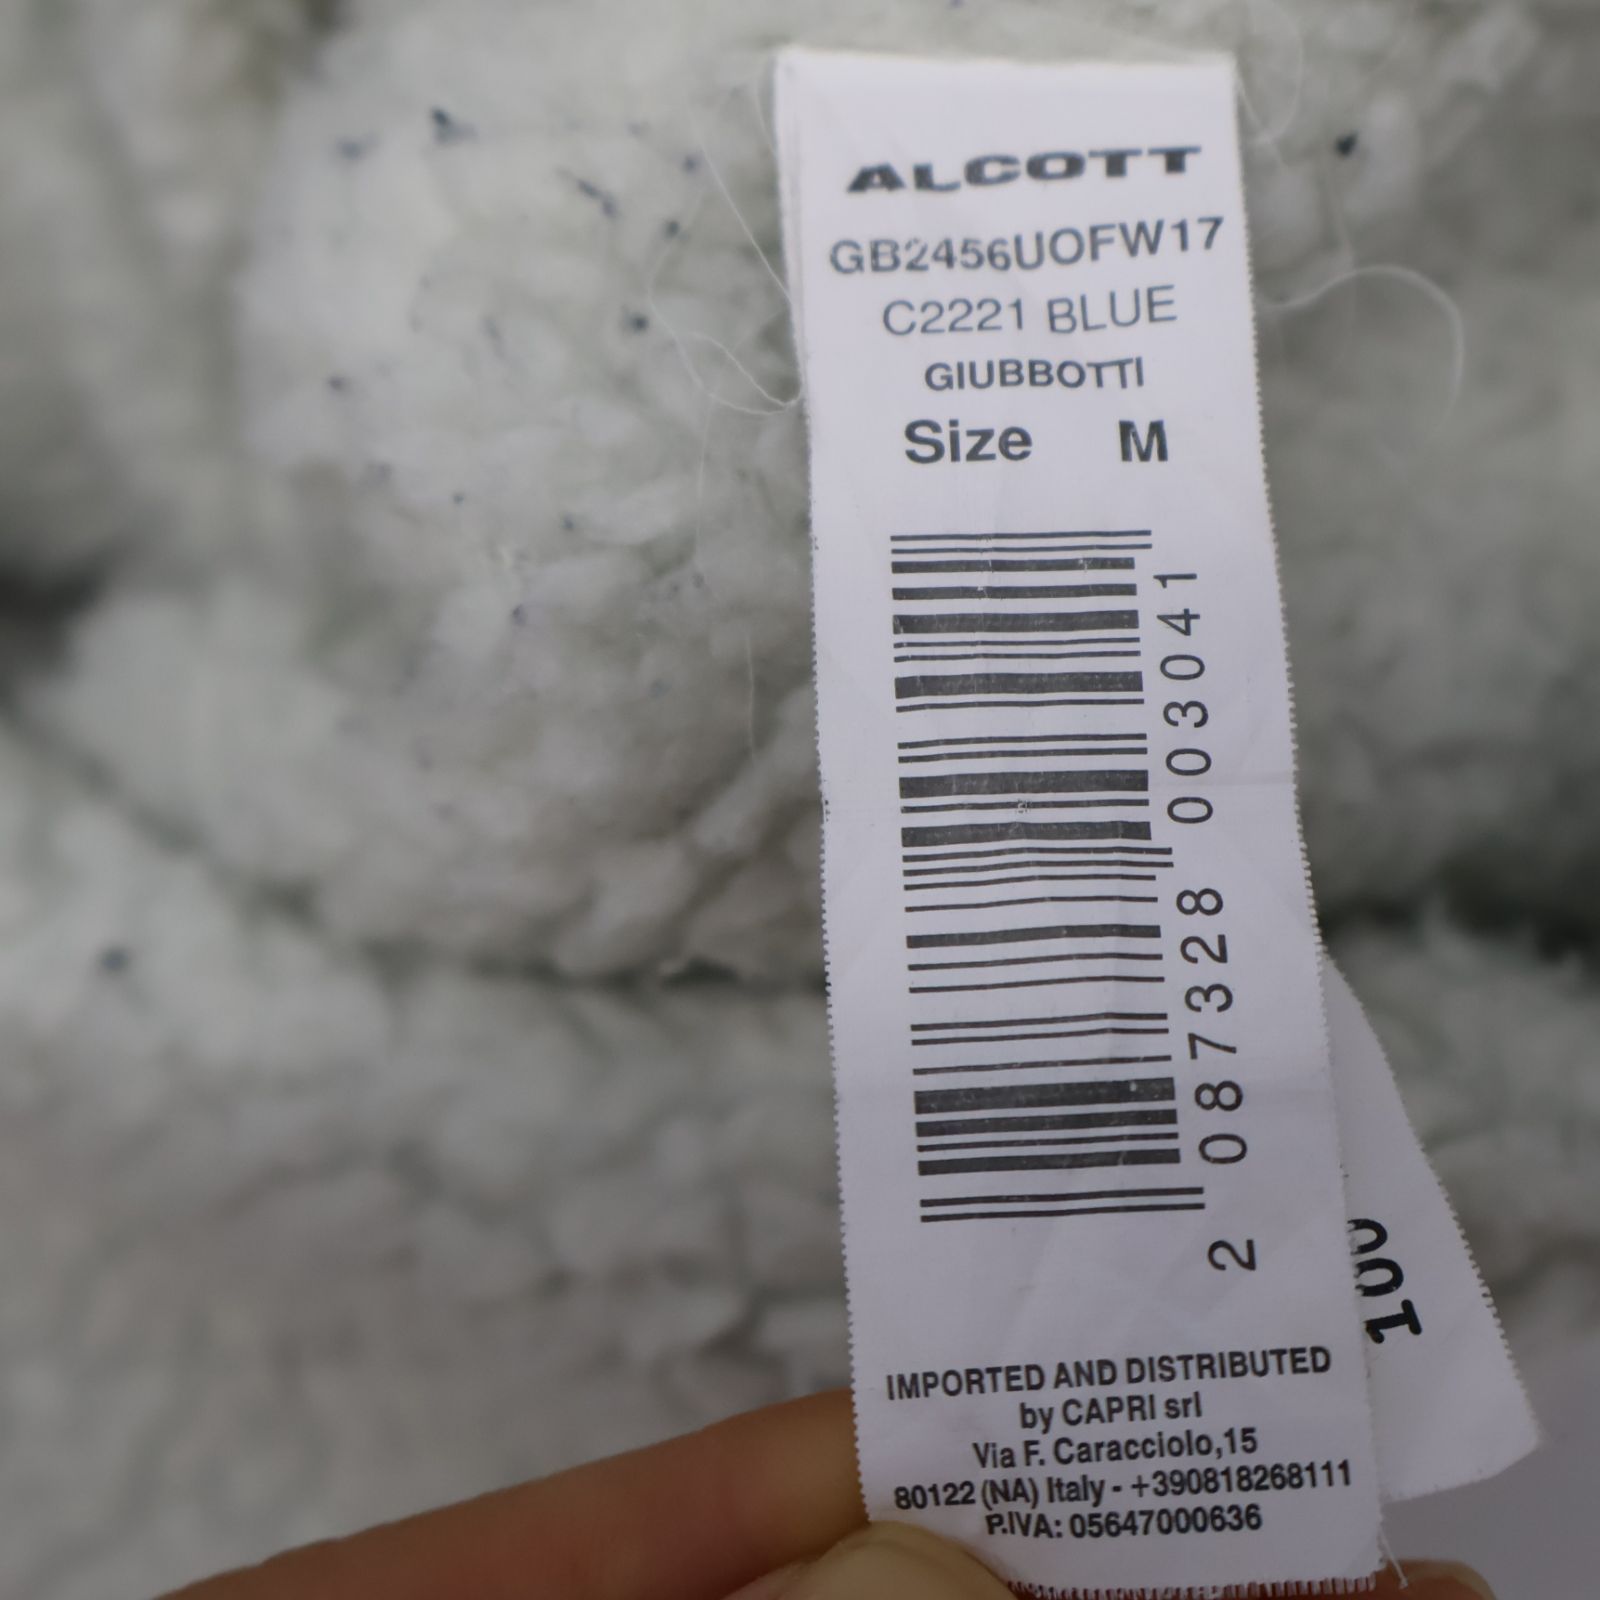 ALCOTT
GB2456UOFW17
C2221 BLUE
GIUBBOTTI
Size M
2 087328 003041
IMPORTED AND DISTRIBUTED
by CAPRI srl
Via F. Caracciolo,15
80122 (NA) Italy - +390818268111
P.IVA: 05647000636
100